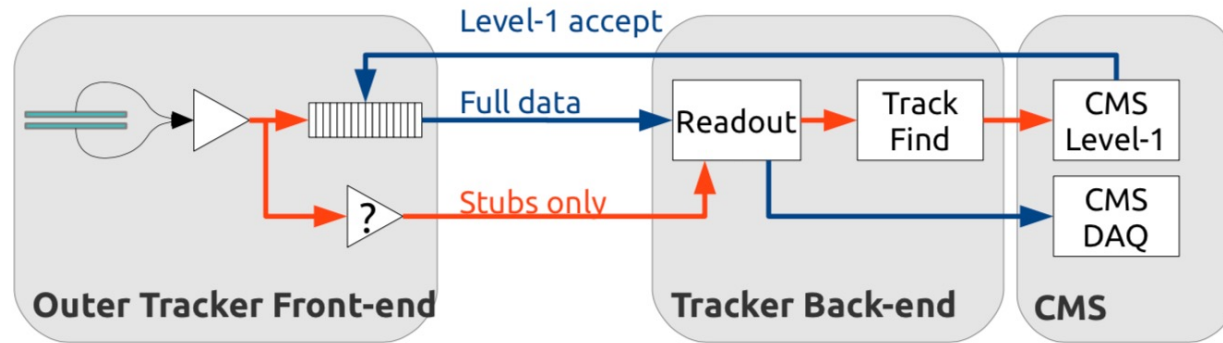 Level-1 accept
Full data
Readout
Track
Find
CMS
Level-1
?
Stubs only
CMS
DAQ
Outer Tracker Front-end
Tracker Back-end
CMS